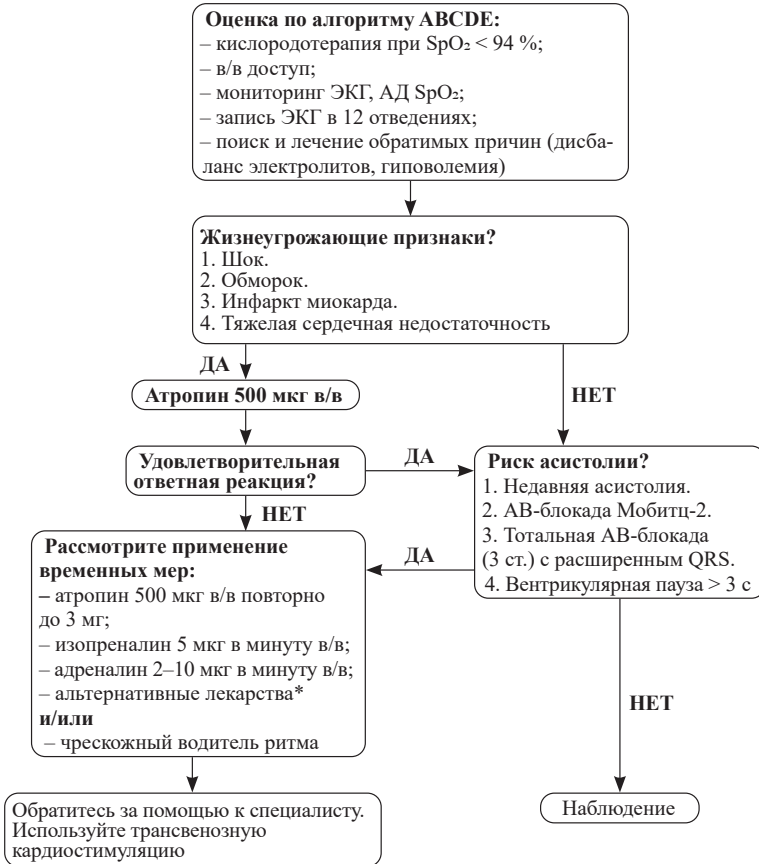 Оценка по алгоритму ABCDE:
– кислородотерапия при SpO₂ < 94 %;
– в/в доступ;
– мониторинг ЭКГ, АД SpO₂;
– запись ЭКГ в 12 отведениях;
– поиск и лечение обратимых причин (дисба-
ланс электролитов, гиповолемия)
Жизнеугрожающие признаки?
1. Шок.
2. Обморок.
3. Инфаркт миокарда.
4. Тяжелая сердечная недостаточность
ДА
НЕТ
Атропин 500 мкг в/в
Удовлетворительная
ответная реакция?
ДА
НЕТ
Риск асистолии?
1. Недавняя асистолия.
2. АВ-блокада Мобитц-2.
3. Тотальная АВ-блокада
(3 ст.) с расширенным QRS.
4. Вентрикулярная пауза > 3 с
ДА
НЕТ
Рассмотрите применение
временных мер:
– атропин 500 мкг в/в повторно
до 3 мг;
– изопреналин 5 мкг в минуту в/в;
– адреналин 2–10 мкг в минуту в/в;
– альтернативные лекарства*
и/или
– чрескожный водитель ритма
Обратитесь за помощью к специалисту.
Используйте трансвенозную
кардиостимуляцию
Наблюдение